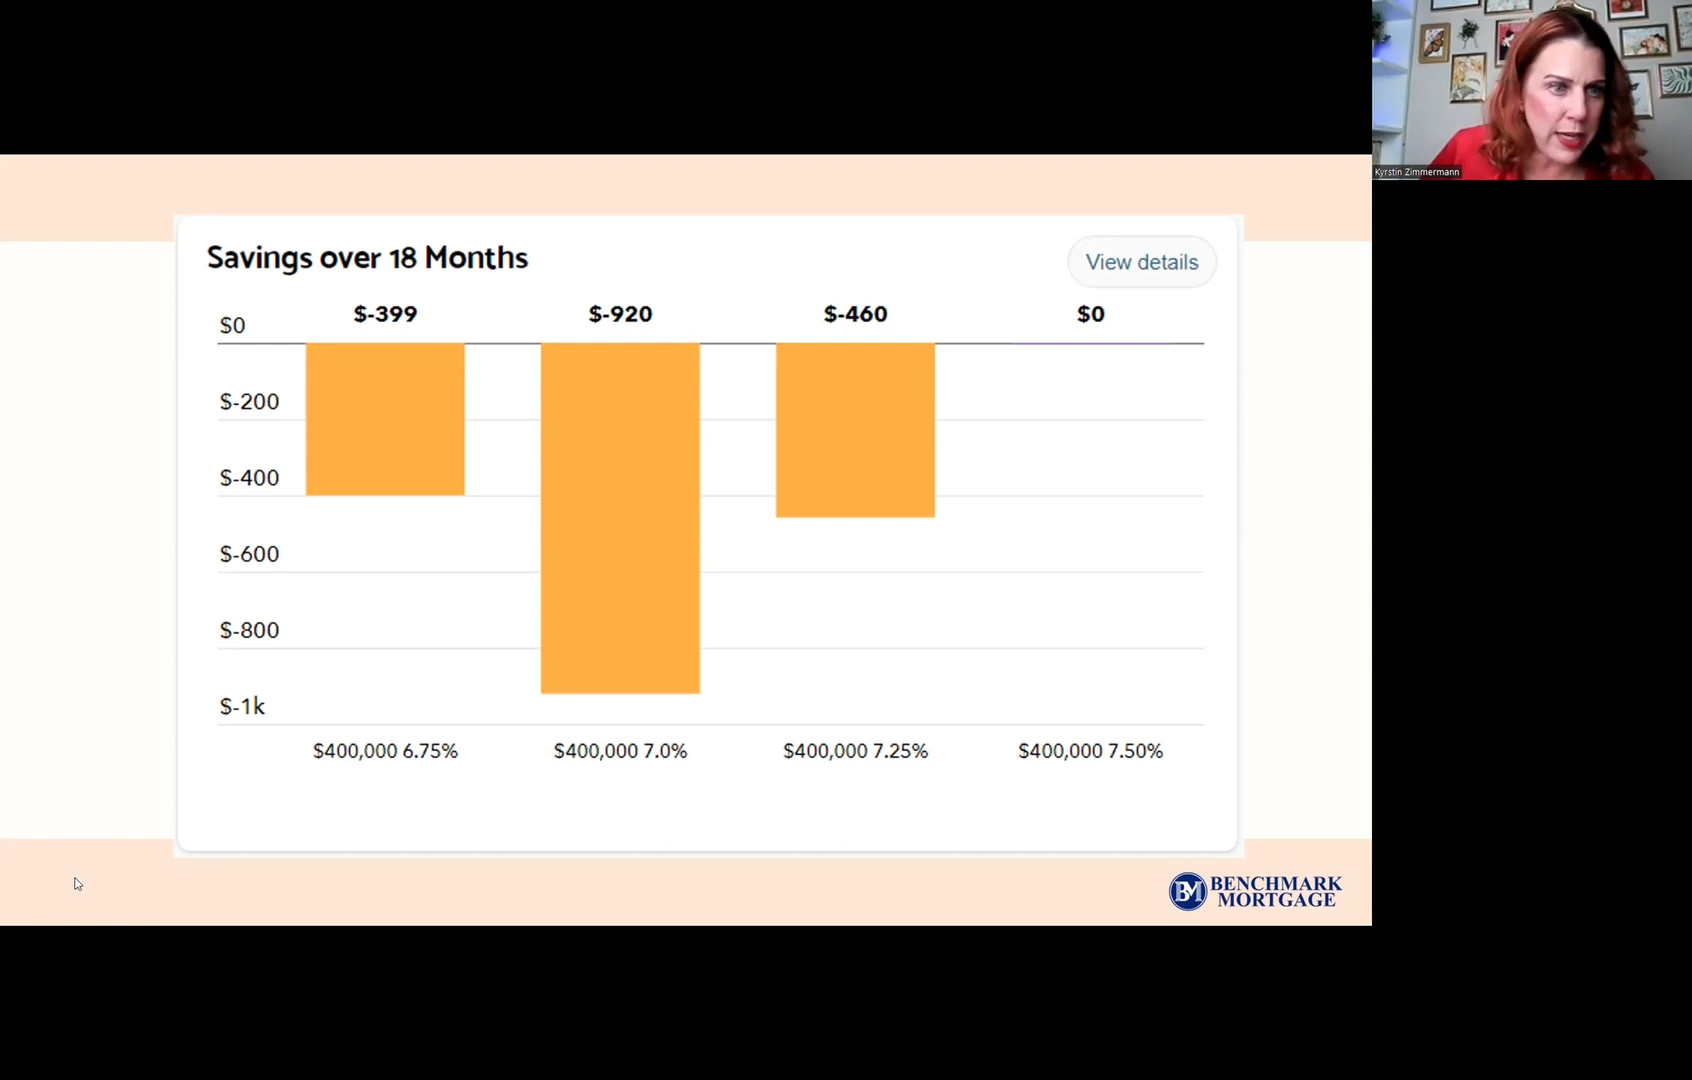 Kyrstin Zimmermann
Savings over 18 Months
View details
$-399
$-920
$-460
$0
$0
$-200
$-400
$-600
$-800
$-1k
$400,000 6.75%
$400,000 7.0%
$400,000 7.25%
$400,000 7.50%
BM
BENCHMARK
MORTGAGE